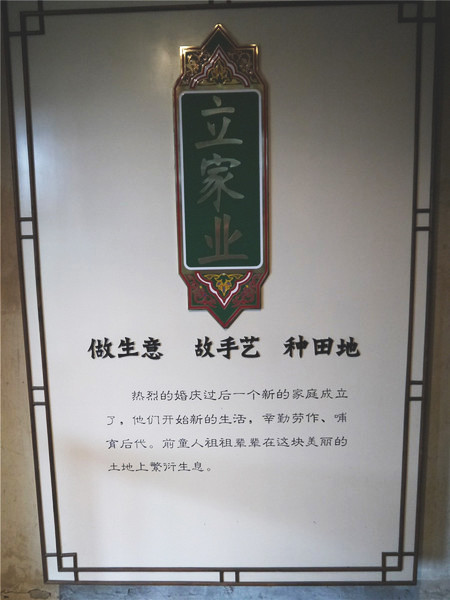 立家业
做生意 故手艺 种田地
热烈的婚庆过后一个新的家庭成立
了，他们开始新的生活，辛勤劳作、哺
育后代。前童人祖祖辈辈在这块美丽的
土地上繁衍生息。